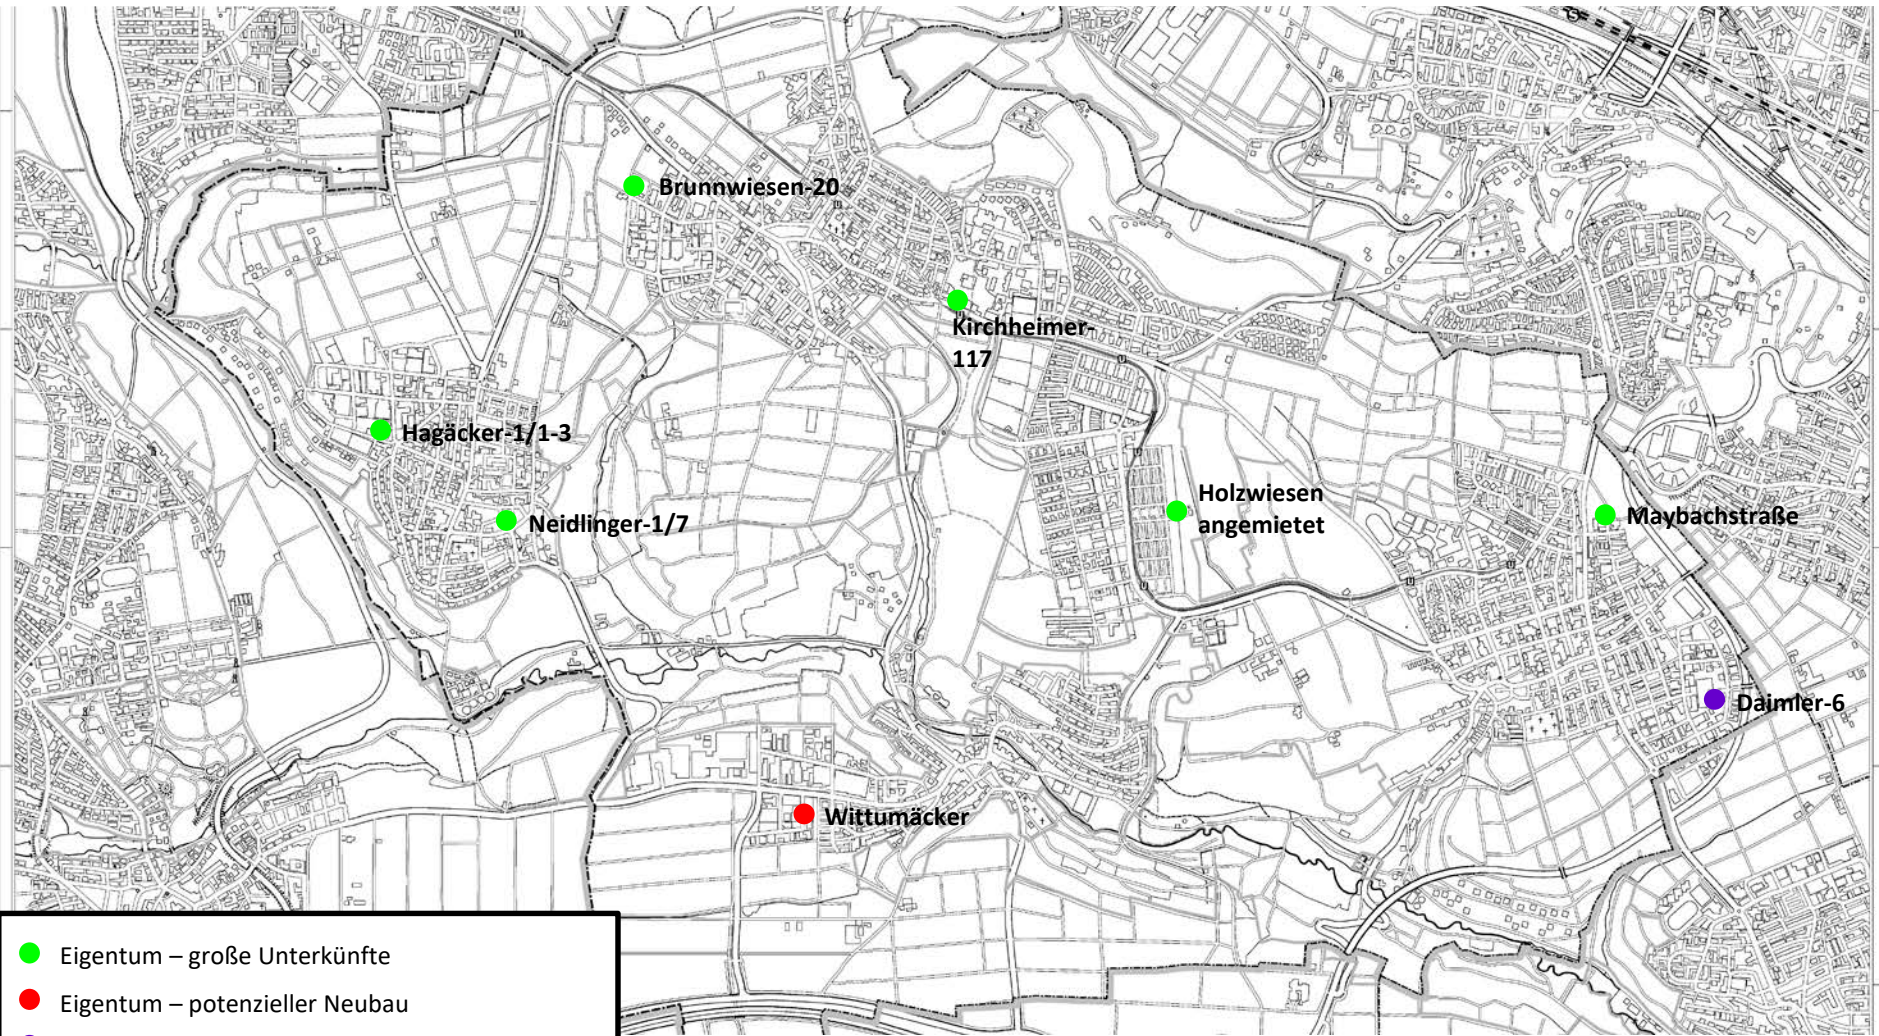 Brunnwiesen-20
Kirchheimer-
117
Hagäcker-1/1-3
Neidlinger-1/7
Holzwiesen
angemietet
Maybachstraße
Daimler-6
Wittumäcker
Eigentum – große Unterkünfte
Eigentum – potenzieller Neubau